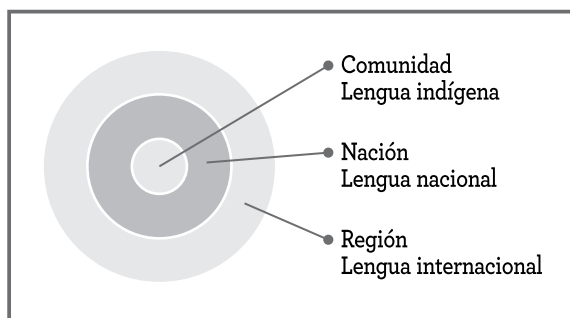 Comunidad
Lengua indígena
Nación
Lengua nacional
Región
Lengua internacional